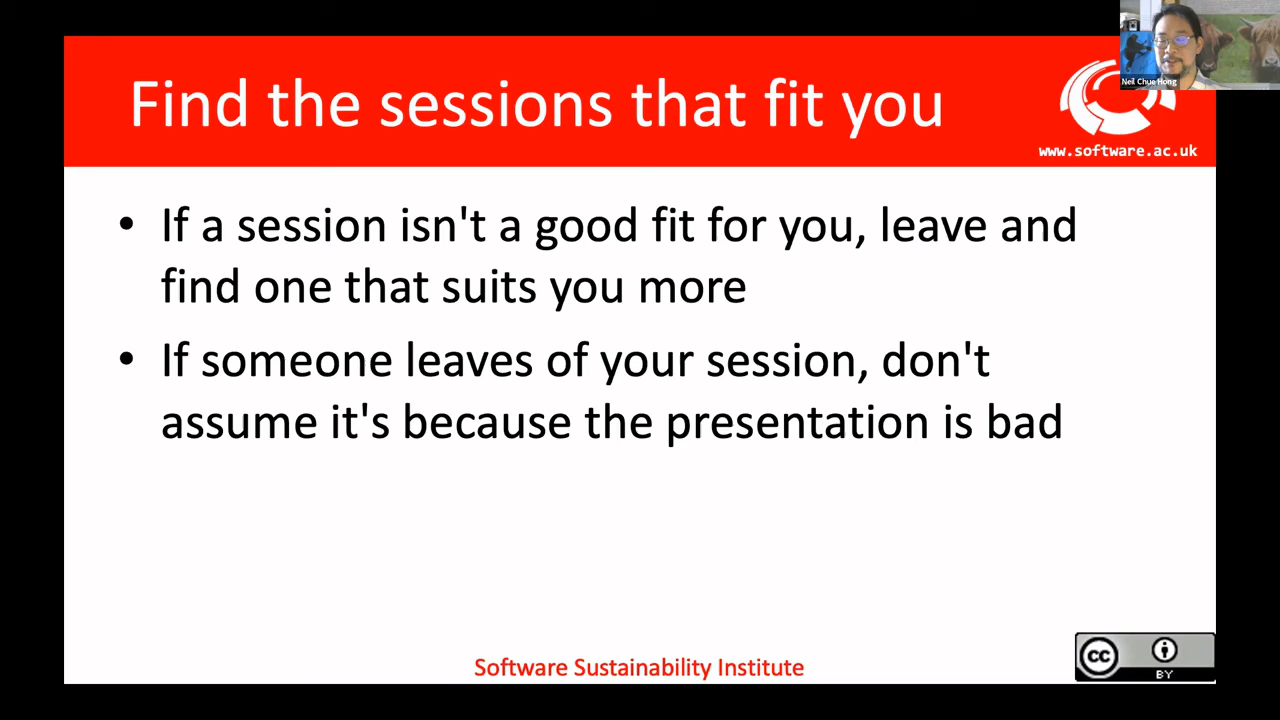 Find the sessions that fit you
Neil Chue Hong
www.software.ac.uk
• If a session isn't a good fit for you, leave and
find one that suits you more
• If someone leaves of your session, don't
assume it's because the presentation is bad
Software Sustainability Institute
cc
BY